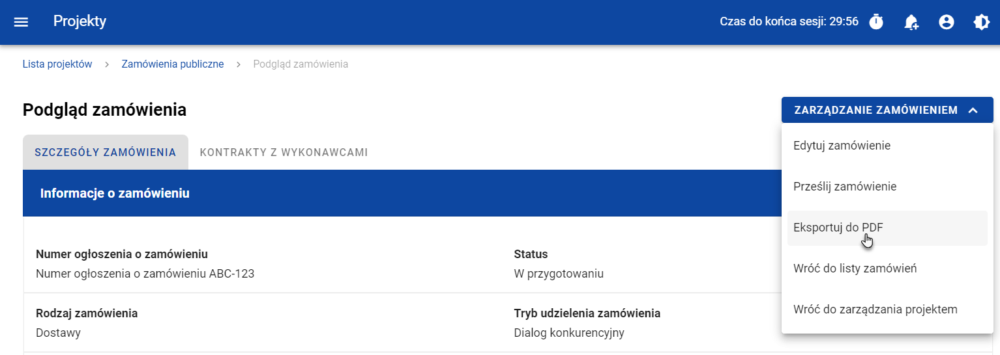 Projekty
Czas do końca sesji: 29:56
Lista projektów > Zamówienia publiczne > Podgląd zamówienia
Podgląd zamówienia
ZARZĄDZANIE ZAMÓWIENIEM
Edytuj zamówienie
Prześlij zamówienie
Eksportuj do PDF
Wróć do listy zamówień
Wróć do zarządzania projektem
SZCZEGÓŁY ZAMÓWIENIA
KONTRAKTY Z WYKONAWCAMI
Informacje o zamówieniu
Numer ogłoszenia o zamówieniu
Numer ogłoszenia o zamówieniu ABC-123
Status
W przygotowaniu
Rodzaj zamówienia
Dostawy
Tryb udzielenia zamówienia
Dialog konkurencyjny